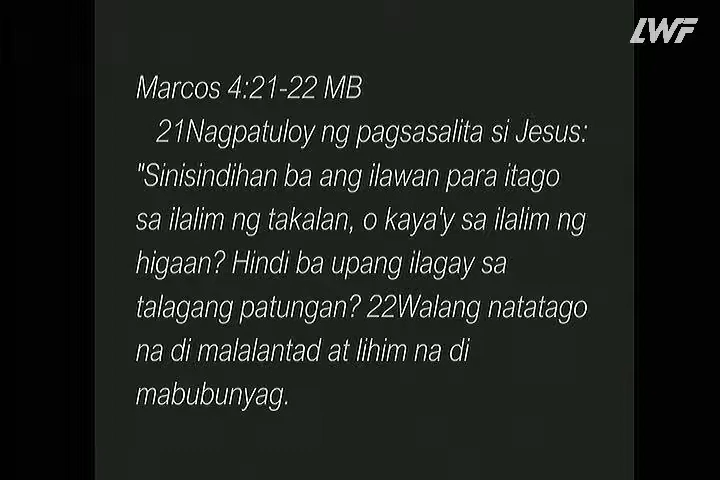 LWF
Marcos 4:21-22 MB
21Nagpatuloy ng pagsasalita si Jesus:
"Sinisindihan ba ang ilawan para itago
sa ilalim ng takalan, o kaya'y sa ilalim ng
higaan? Hindi ba upang ilagay sa
talagang patungan? 22Walang natatago
na di malalantad at lihim na di
mabubunyag.